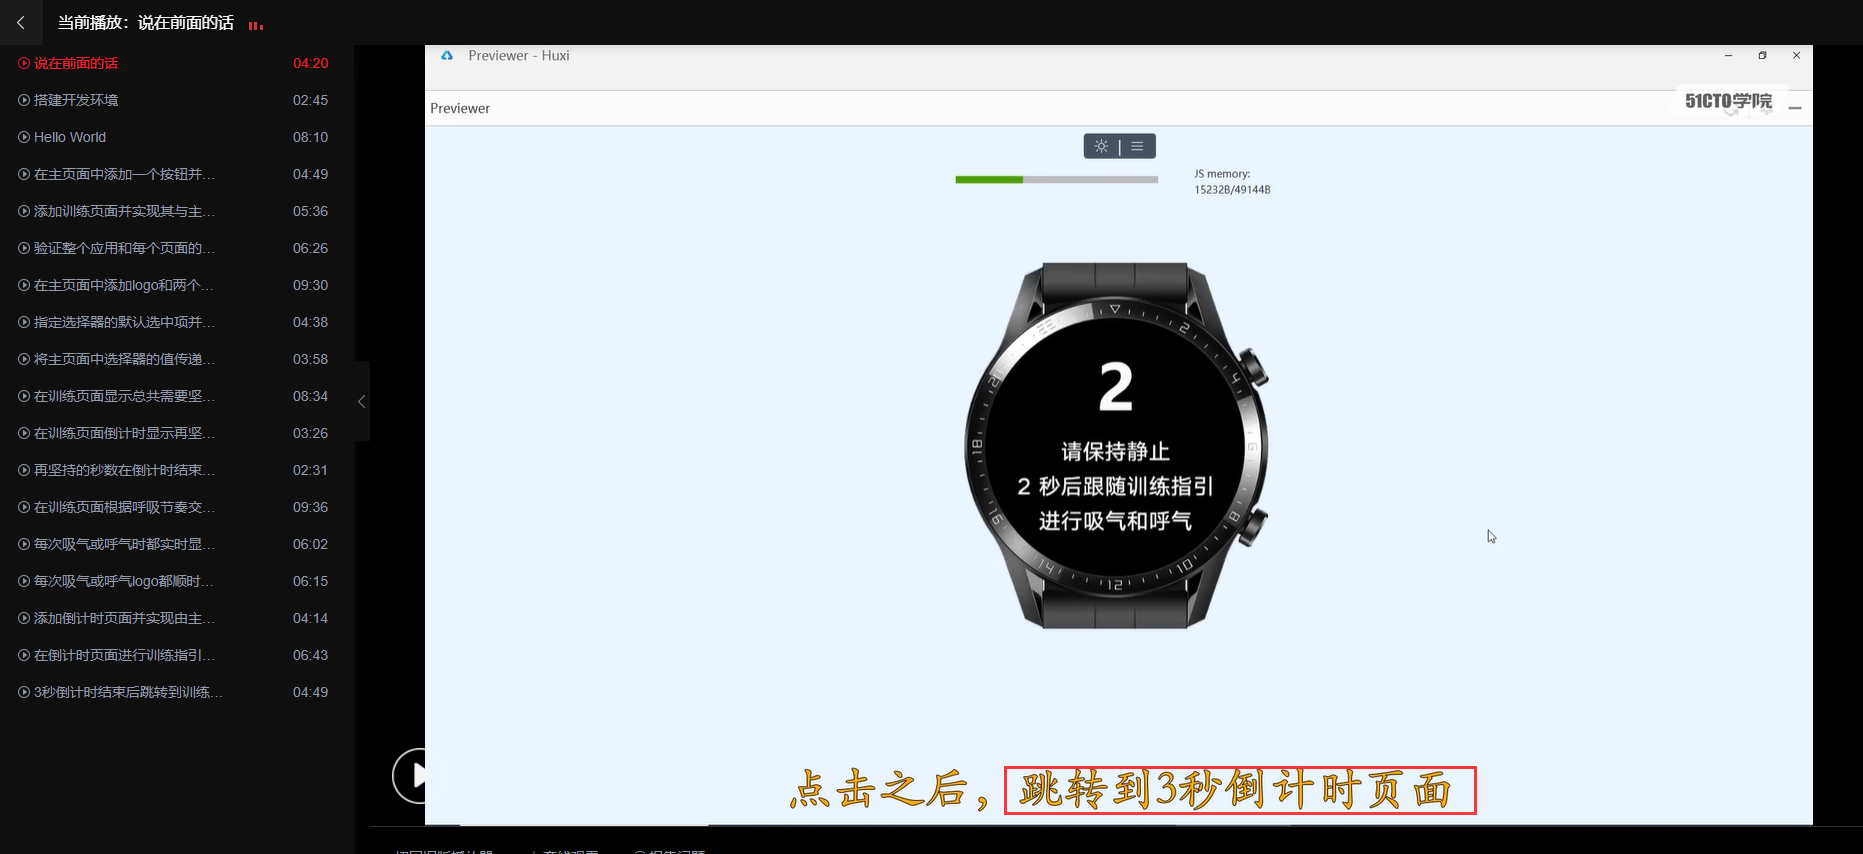 当前播放：说在前面的话
说在前面的话 04:20
搭建开发环境 02:45
Hello World 08:10
在主页面中添加一个按钮并... 04:49
添加训练页面并实现其与主... 05:36
验证整个应用和每个页面的... 06:26
在主页面中添加logo和两个... 09:30
指定选择器的默认选中项并... 04:38
将主页面中选择器的值传递... 03:58
在训练页面显示总共需要坚... 08:34
在训练页面倒计时显示再坚... 03:26
再坚持的秒数在倒计时结束... 02:31
在训练页面根据呼吸节奏交... 09:36
每次吸气或呼气时都实时显... 06:02
每次吸气或呼气logo都顺时... 06:15
添加倒计时页面并实现由主... 04:14
在倒计时页面进行训练指引... 06:43
3秒倒计时结束后跳转到训练... 04:49
Previewer - Huxi
Previewer
51CTO学院
JS memory:
15232B/49144B
2
4
6
8
10
12
14
16
18
20
22
2
请保持静止
2 秒后跟随训练指引
进行吸气和呼气
点击之后，跳转到3秒倒计时页面